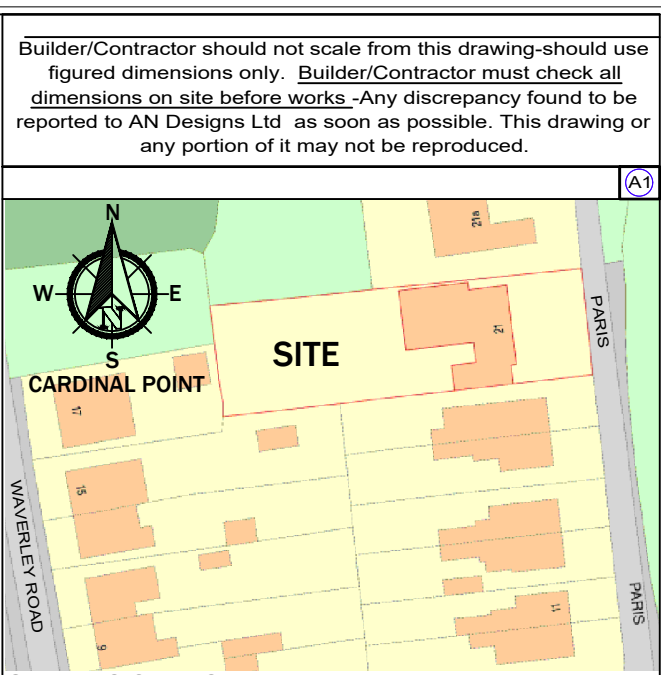 Builder/Contractor should not scale from this drawing-should use
figured dimensions only. Builder/Contractor must check all
dimensions on site before works -Any discrepancy found to be
reported to AN Designs Ltd as soon as possible. This drawing or
any portion of it may not be reproduced.
A1
N
21a
W
E
N
PARIS
SITE
21
S
CARDINAL POINT
17
15
WAVERLEY ROAD
PARIS
11
9